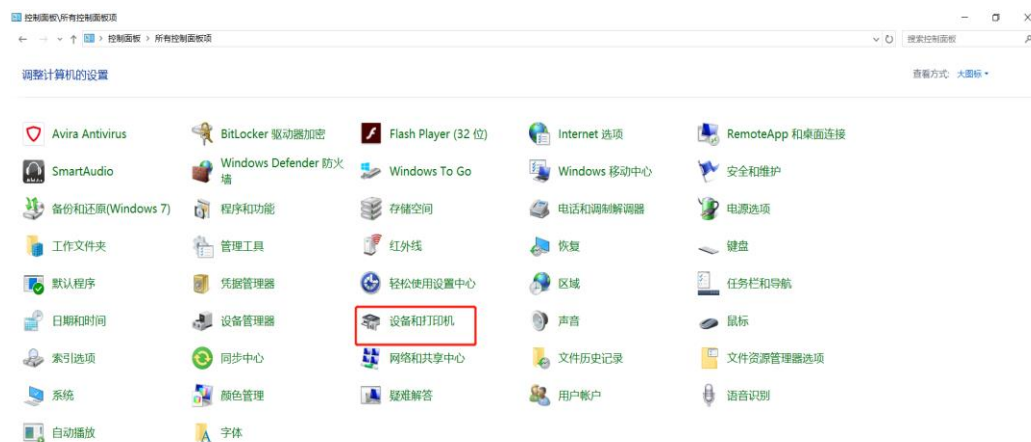 控制面板\所有控制面板项
控制面板 › 所有控制面板项
搜索控制面板
调整计算机的设置
查看方式: 大图标
Avira Antivirus
BitLocker 驱动器加密
Flash Player (32 位)
Internet 选项
RemoteApp 和桌面连接
SmartAudio
Windows Defender 防火
墙
Windows To Go
Windows 移动中心
安全和维护
备份和还原(Windows 7)
程序和功能
存储空间
电话和调制解调器
电源选项
工作文件夹
管理工具
红外线
恢复
键盘
默认程序
凭据管理器
轻松使用设置中心
区域
任务栏和导航
日期和时间
设备管理器
设备和打印机
声音
鼠标
索引选项
同步中心
网络和共享中心
文件历史记录
文件资源管理器选项
系统
颜色管理
疑难解答
用户帐户
语音识别
自动播放
字体